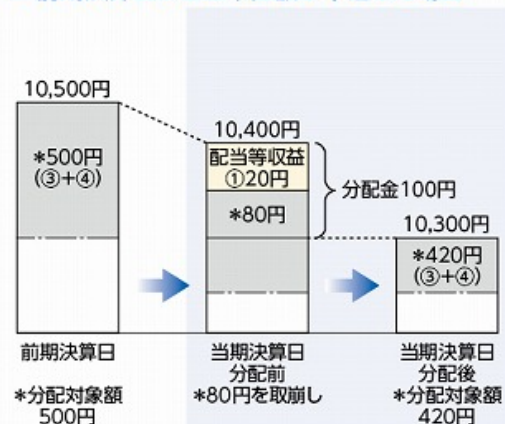 10,500円
*500円
(③+④)
10,400円
配当等収益
①20円
*80円
分配金100円
10,300円
*420円
(③+④)
前期決算日
*分配対象額
500円
当期決算日
分配前
*80円を取崩し
当期決算日
分配後
*分配対象額
420円